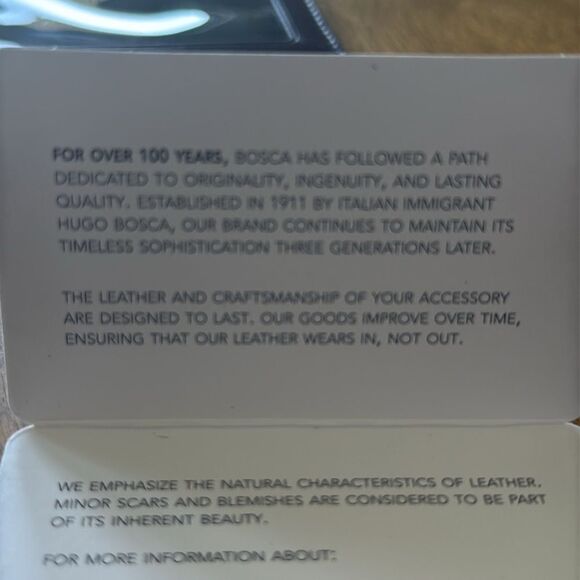 FOR OVER 100 YEARS, BOSCA HAS FOLLOWED A PATH
DEDICATED TO ORIGINALITY, INGENUITY, AND LASTING
QUALITY. ESTABLISHED IN 1911 BY ITALIAN IMMIGRANT
HUGO BOSCA, OUR BRAND CONTINUES TO MAINTAIN ITS
TIMELESS SOPHISTICATION THREE GENERATIONS LATER.
THE LEATHER AND CRAFTSMANSHIP OF YOUR ACCESSORY
ARE DESIGNED TO LAST. OUR GOODS IMPROVE OVER TIME,
ENSURING THAT OUR LEATHER WEARS IN, NOT OUT.
WE EMPHASIZE THE NATURAL CHARACTERISTICS OF LEATHER.
MINOR SCARS AND BLEMISHES ARE CONSIDERED TO BE PART
OF ITS INHERENT BEAUTY.
FOR MORE INFORMATION ABOUT: